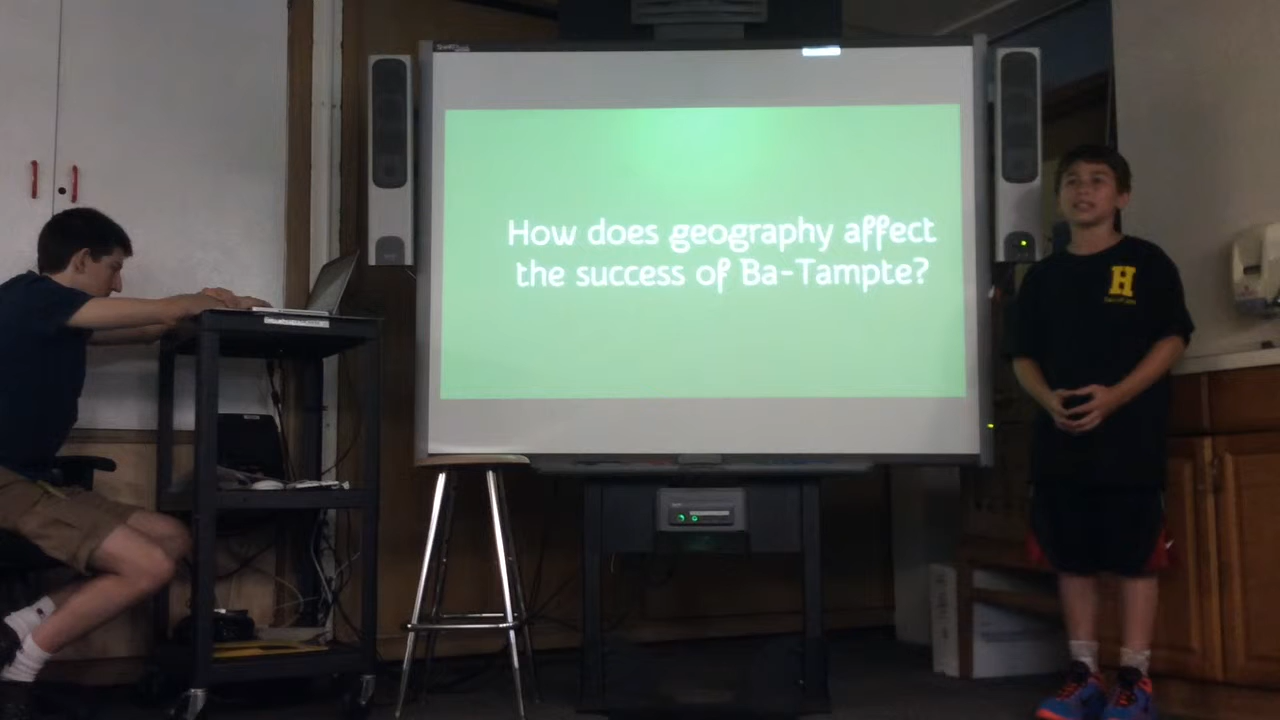 How does geography affect
the success of Ba-Tampte?
H